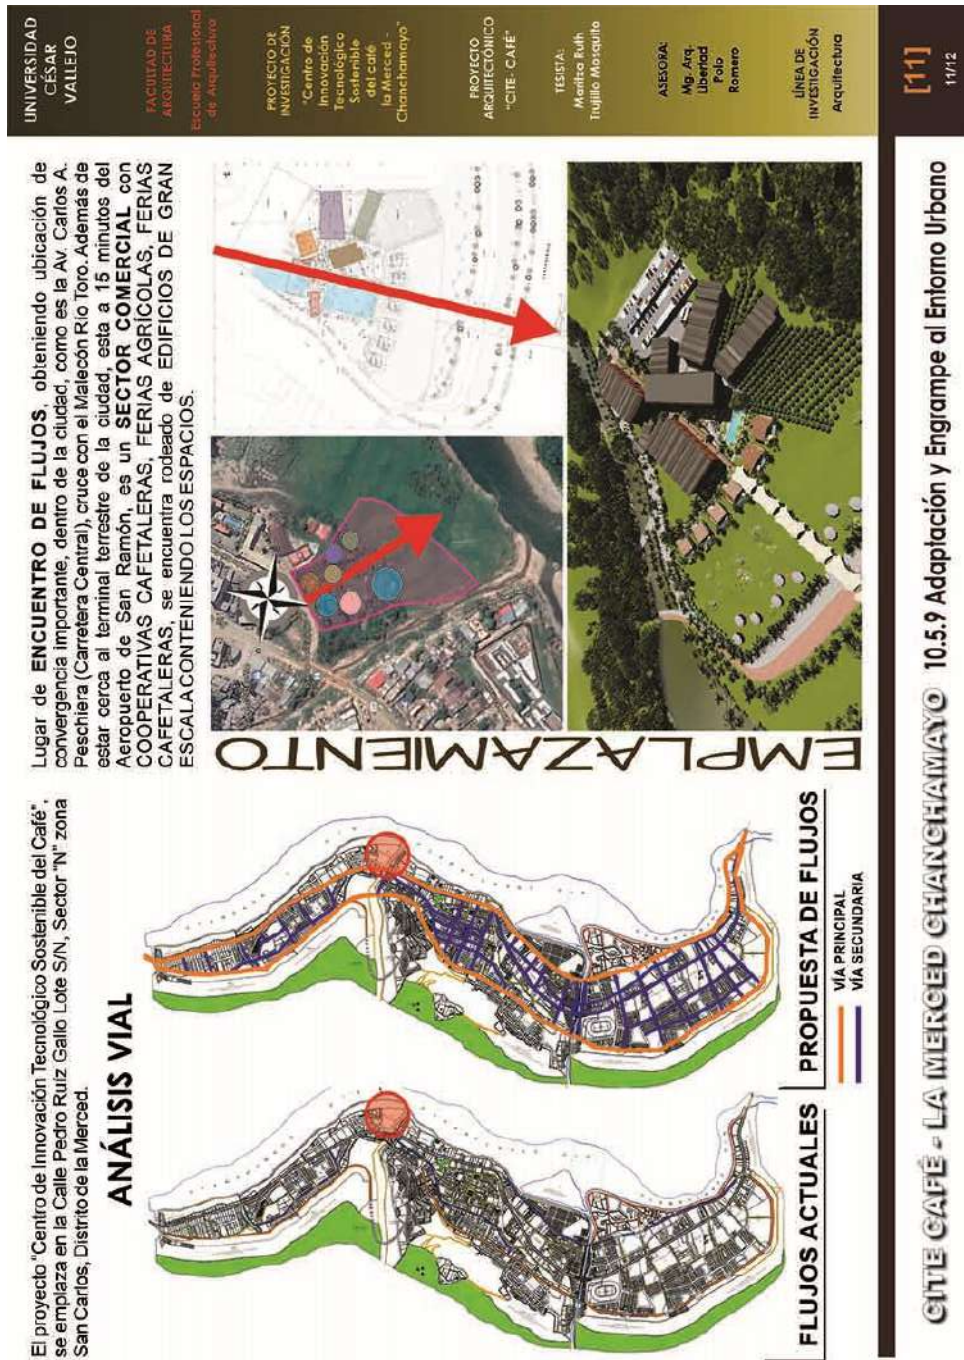 El proyecto "Centro de Innovación Tecnológico Sostenible del Café",
se emplaza en la Calle Pedro Ruíz Gallo Lote S/N, Sector "N" zona
San Carlos, Distrito de la Merced.
ANÁLISIS VIAL
FLUJOS ACTUALES
PROPUESTA DE FLUJOS
VÍA PRINCIPAL
VÍA SECUNDARIA
Lugar de ENCUENTRO DE FLUJOS, obteniendo ubicación de
convergencia importante, dentro de la ciudad, como es la Av. Carlos A.
Peschiera (Carretera Central), cruce con el Malecón Río Toro. Además de
estar cerca al terminal terrestre de la ciudad, esta a 15 minutos del
Aeropuerto de San Ramón, es un SECTOR COMERCIAL con
COOPERATIVAS CAFETALERAS, FERIAS AGRÍCOLAS, FERIAS
CAFETALERAS, se encuentra rodeado de EDIFICIOS DE GRAN
ESCALA CONTENIENDO LOS ESPACIOS.
EMPLAZAMIENTO
UNIVERSIDAD
CÉSAR
VALLEJO
FACULTAD DE
ARQUITECTURA
Escuela Profesional
de Arquitectura
PROYECTO DE
INVESTIGACIÓN
"Centro de
Innovación
Tecnológico
Sostenible
del café
la Merced -
Chanchamayo"
PROYECTO
ARQUITECTÓNICO
"CITE- CAFÉ"
TESISTA:
Maritza Ruth
Trujillo Mosquito
ASESORA:
Mg. Arq.
Libertad
Polo
Romero
LÍNEA DE
INVESTIGACIÓN
Arquitectura
CITE CAFÉ - LA MERCED CHANCHAMAYO 10.5.9 Adaptación y Engrampe al Entorno Urbano
[11]
11/12